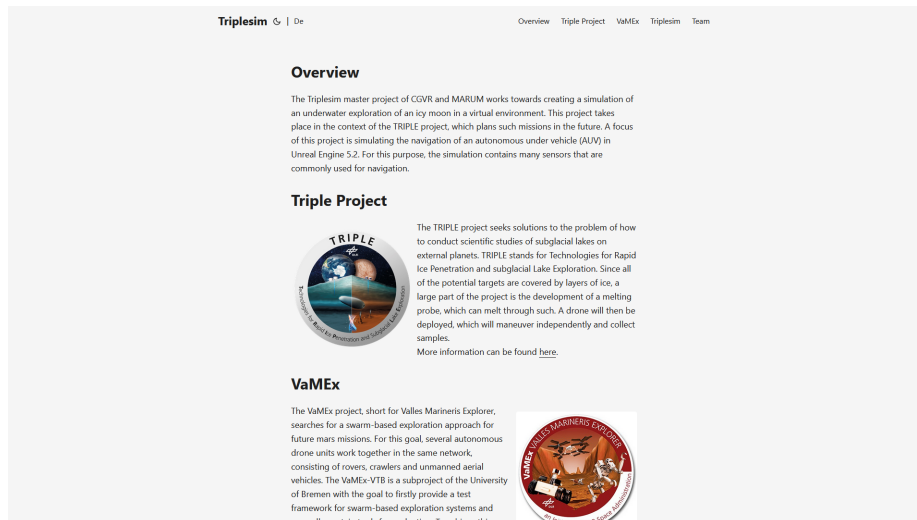 Triplesim | De
Overview Triple Project VaMEx Triplesim Team
Overview
The Triplesim master project of CGVR and MARUM works towards creating a simulation of
an underwater exploration of an icy moon in a virtual environment. This project takes
place in the context of the TRIPLE project, which plans such missions in the future. A focus
of this project is simulating the navigation of an autonomous under vehicle (AUV) in
Unreal Engine 5.2. For this purpose, the simulation contains many sensors that are
commonly used for navigation.
Triple Project
TRIPLE
Technologies for Rapid Ice Penetration and Subglacial Lake Exploration
The TRIPLE project seeks solutions to the problem of how
to conduct scientific studies of subglacial lakes on
external planets. TRIPLE stands for Technologies for Rapid
Ice Penetration and subglacial Lake Exploration. Since all
of the potential targets are covered by layers of ice, a
large part of the project is the development of a melting
probe, which can melt through such. A drone will then be
deployed, which will maneuver independently and collect
samples.
More information can be found here.
VaMEx
The VaMEx project, short for Valles Marineris Explorer,
searches for a swarm-based exploration approach for
future mars missions. For this goal, several autonomous
drone units work together in the same network,
consisting of rovers, crawlers and unmanned aerial
vehicles. The VaMEx-VTB is a subproject of the University
of Bremen with the goal to firstly provide a test
framework for swarm-based exploration systems and
VaMEx VALLES MARINERIS EXPLORER
Space Administration